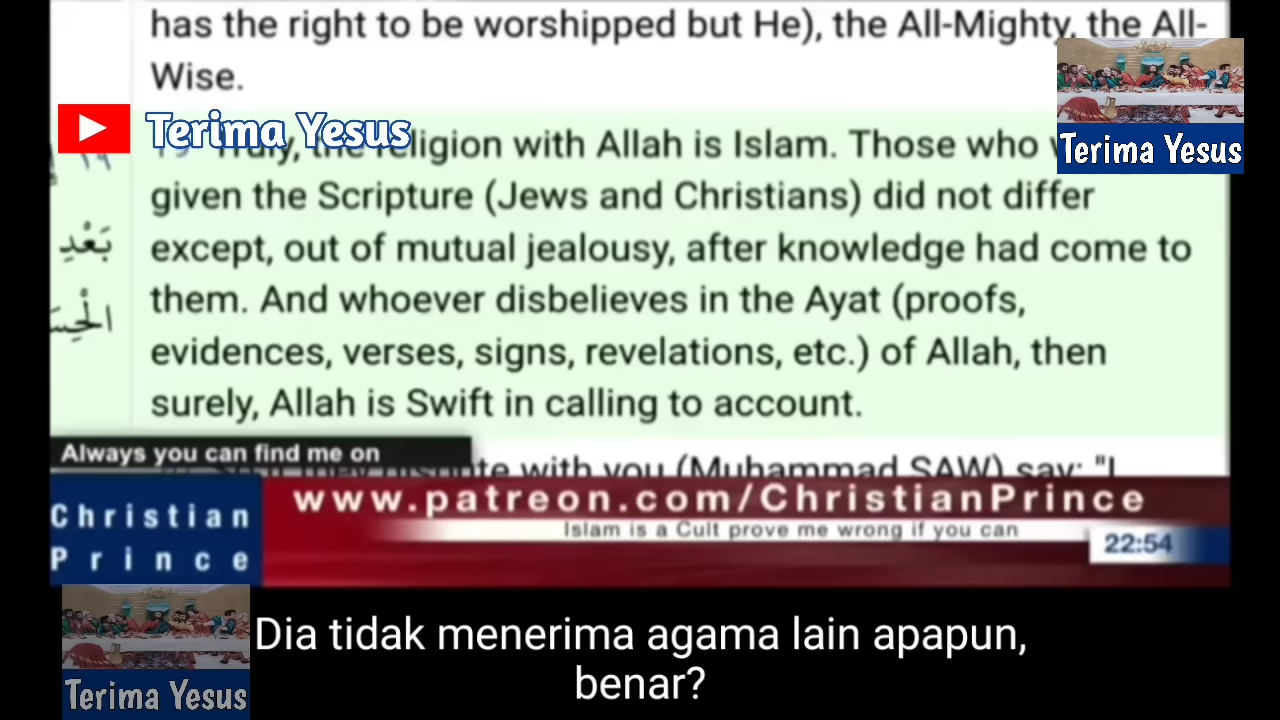 has the right to be worshipped but He), the All-Mighty, the All-
Wise.
Terima Yesus
Terima Yesus
Truly, the religion with Allah is Islam. Those who
given the Scripture (Jews and Christians) did not differ
except, out of mutual jealousy, after knowledge had come to
them. And whoever disbelieves in the Ayat (proofs,
evidences, verses, signs, revelations, etc.) of Allah, then
surely, Allah is Swift in calling to account.
١٩
بَعْدِ
Always you can find me on
with you (Muhammad SAW) say: "I
www.patreon.com/ChristianPrince
Islam is a Cult prove me wrong if you can
Christian
Prince
22:54
Dia tidak menerima agama lain apapun,
benar?
Terima Yesus